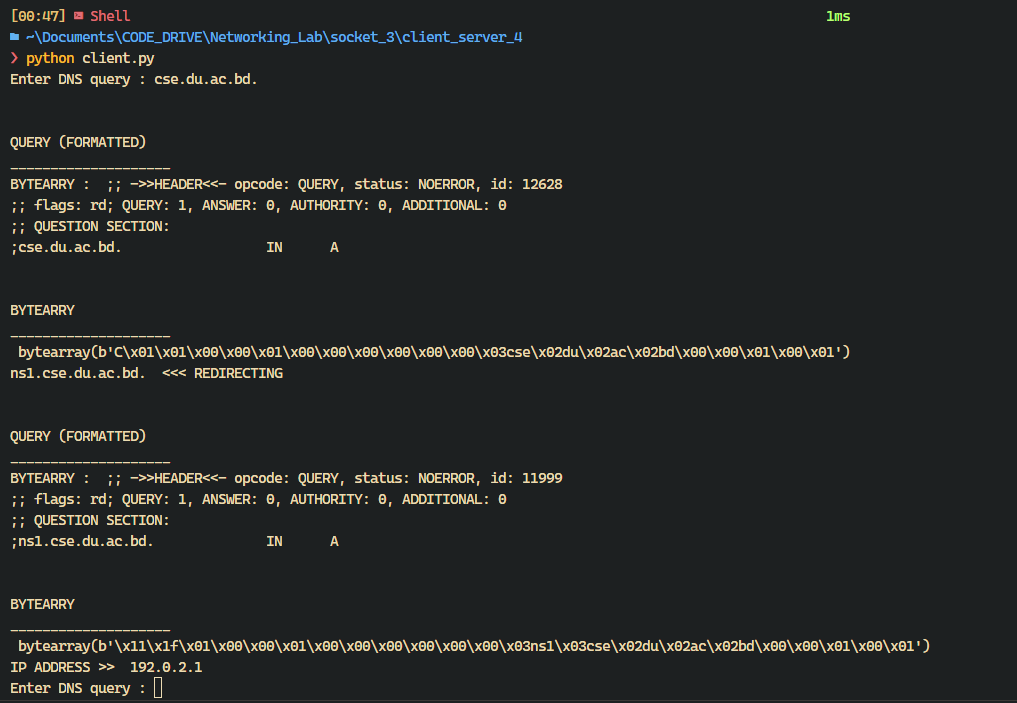 [00:47] Shell 1ms
~\Documents\CODE_DRIVE\Networking_Lab\socket_3\client_server_4
❯ python client.py
Enter DNS query : cse.du.ac.bd.
QUERY (FORMATTED)
____________________
BYTEARRY :  ;; ->>HEADER<<- opcode: QUERY, status: NOERROR, id: 12628
;; flags: rd; QUERY: 1, ANSWER: 0, AUTHORITY: 0, ADDITIONAL: 0
;; QUESTION SECTION:
;cse.du.ac.bd.                  IN      A
BYTEARRY
____________________
 bytearray(b'C\x01\x01\x00\x00\x01\x00\x00\x00\x00\x00\x00\x03cse\x02du\x02ac\x02bd\x00\x00\x01\x00\x01')
ns1.cse.du.ac.bd.  <<< REDIRECTING
QUERY (FORMATTED)
____________________
BYTEARRY :  ;; ->>HEADER<<- opcode: QUERY, status: NOERROR, id: 11999
;; flags: rd; QUERY: 1, ANSWER: 0, AUTHORITY: 0, ADDITIONAL: 0
;; QUESTION SECTION:
;ns1.cse.du.ac.bd.              IN      A
BYTEARRY
____________________
 bytearray(b'\x11\x1f\x01\x00\x00\x01\x00\x00\x00\x00\x00\x00\x03ns1\x03cse\x02du\x02ac\x02bd\x00\x00\x01\x00\x01')
IP ADDRESS >>  192.0.2.1
Enter DNS query :